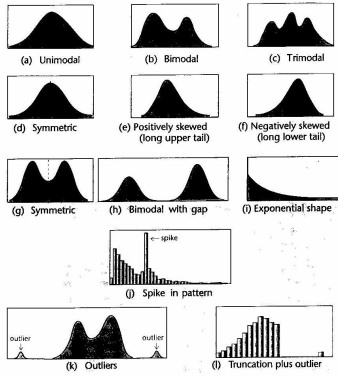 (a) Unimodal
(b) Bimodal
(c) Trimodal
(d) Symmetric
(e) Positively skewed
(long upper tail)
(f) Negatively skewed
(long lower tail)
(g) Symmetric
(h) Bimodal with gap
(i) Exponential shape
spike
(j) Spike in pattern
outlier
outlier
(k) Outliers
(l) Truncation plus outlier